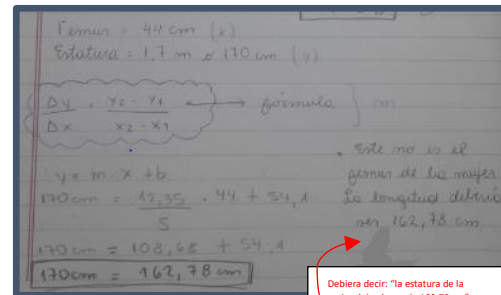 Femur = 44 cm (x)
Estatura = 1,7 m o 170 cm (y)
Δy = y2 - y1 → fórmula } m
Δx x2 - x1
y = m · x + b
170 cm = 12,35 · 44 + 54,1
5
170 cm = 108,68 + 54,1
170 cm = 162,78 cm
• Este no es el
femur de la mujer
La longitud debería
ser 162,78 cm
Debiera decir: "la estatura de la